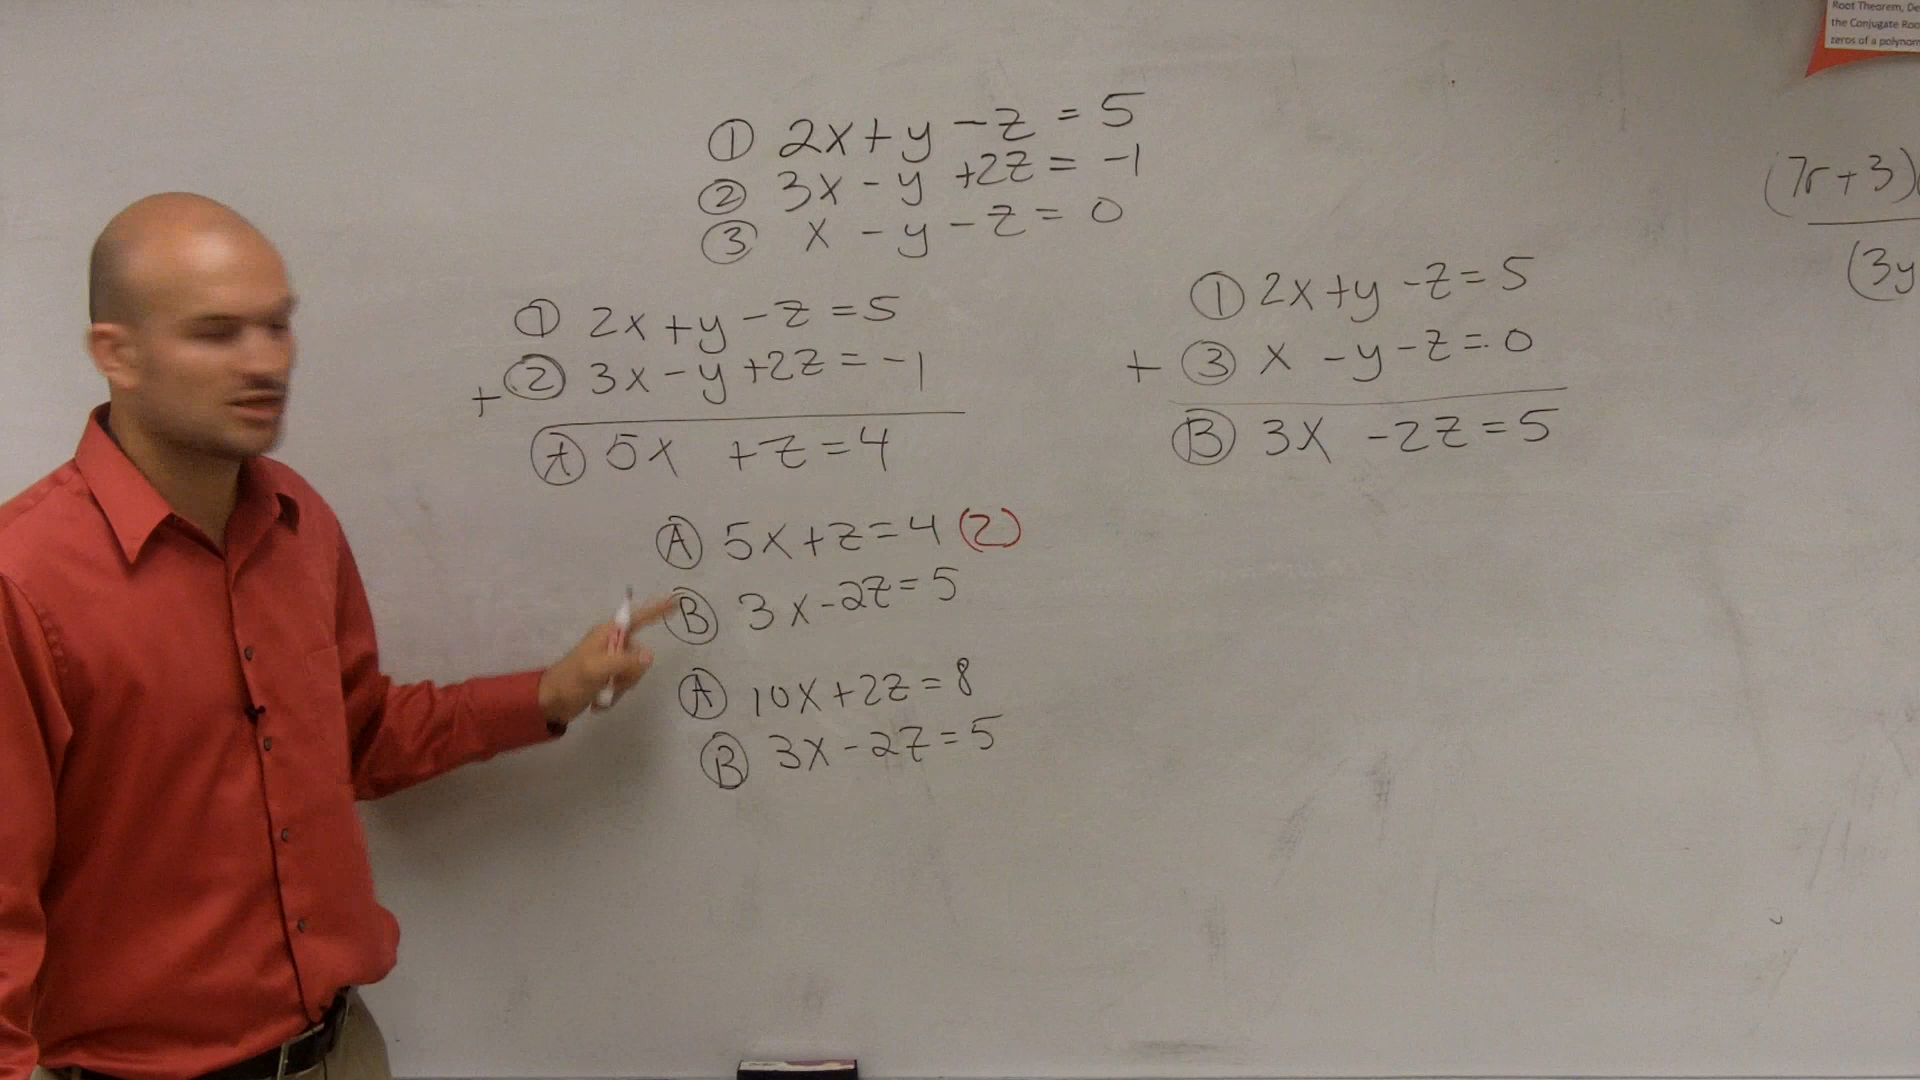 Root Theorem, De
the Conjugate Roo
zeros of a polynom
① 2x+y-z=5
② 3x-y+2z=-1
③ x-y-z=0
(7r+3)(
(3y
① 2x+y-z=5
+ ② 3x-y+2z=-1
Ⓐ 5x +z=4
① 2x+y-z=5
+ ③ x-y-z=0
Ⓑ 3x -2z=5
Ⓐ 5x+z=4(2)
Ⓑ 3x-2z=5
Ⓐ 10x+2z=8
Ⓑ 3x-2z=5